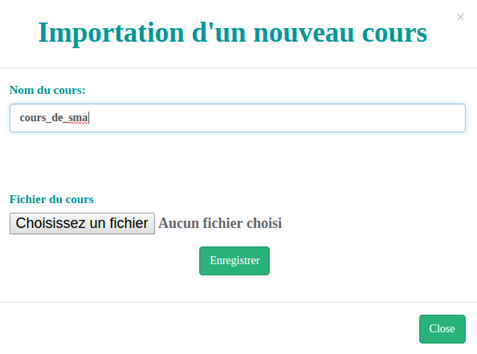 ×
Importation d'un nouveau cours
Nom du cours:
cours_de_sma
Fichier du cours
Choisissez un fichier Aucun fichier choisi
Enregistrer
Close